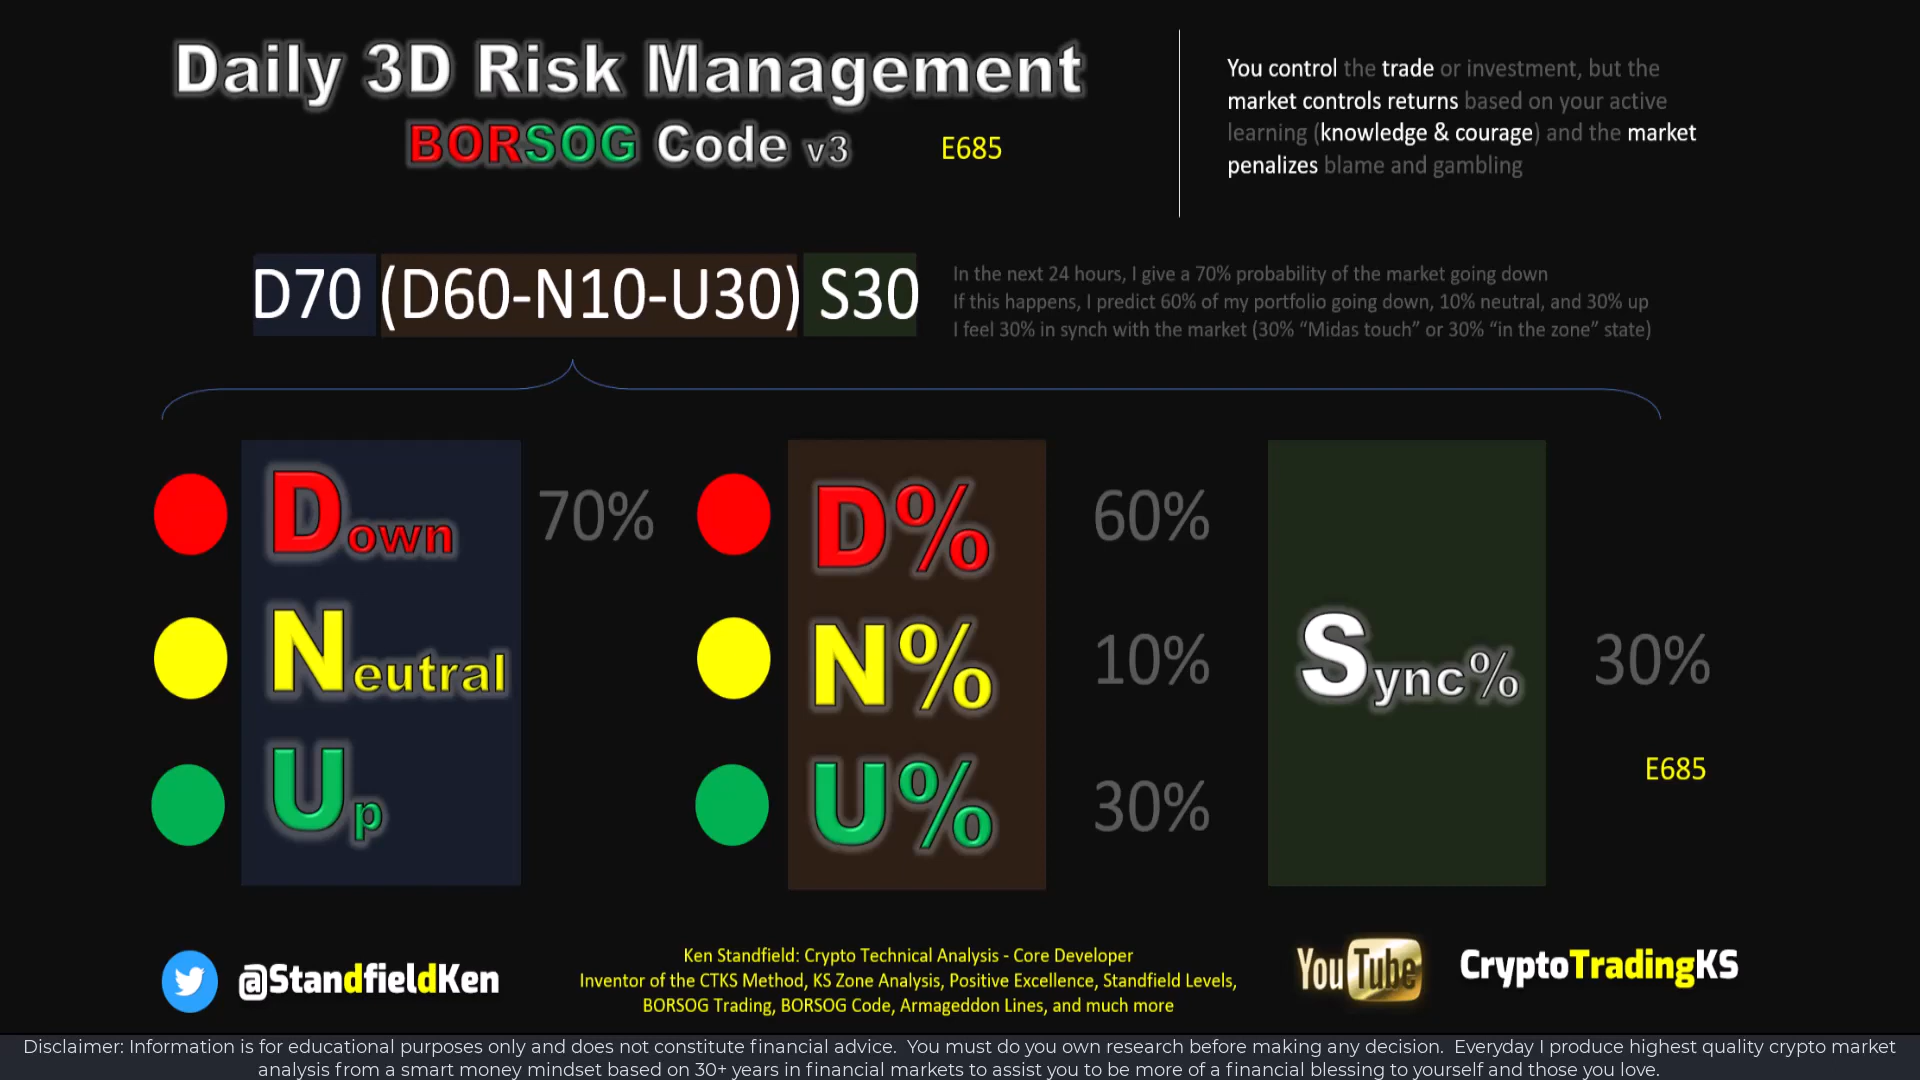 Daily 3D Risk Management
BORSOG Code v3
E685
You control the trade or investment, but the
market controls returns based on your active
learning (knowledge & courage) and the market
penalizes blame and gambling
D70 (D60-N10-U30) S30
In the next 24 hours, I give a 70% probability of the market going down
If this happens, I predict 60% of my portfolio going down, 10% neutral, and 30% up
I feel 30% in synch with the market (30% “Midas touch” or 30% “in the zone” state)
Down
70%
D%
60%
Neutral
N%
10%
Sync%
30%
Up
U%
30%
E685
@StandfieldKen
Ken Standfield: Crypto Technical Analysis - Core Developer
Inventor of the CTKS Method, KS Zone Analysis, Positive Excellence, Standfield Levels,
BORSOG Trading, BORSOG Code, Armageddon Lines, and much more
YouTube
CryptoTradingKS
Disclaimer: Information is for educational purposes only and does not constitute financial advice. You must do you own research before making any decision. Everyday I produce highest quality crypto market
analysis from a smart money mindset based on 30+ years in financial markets to assist you to be more of a financial blessing to yourself and those you love.